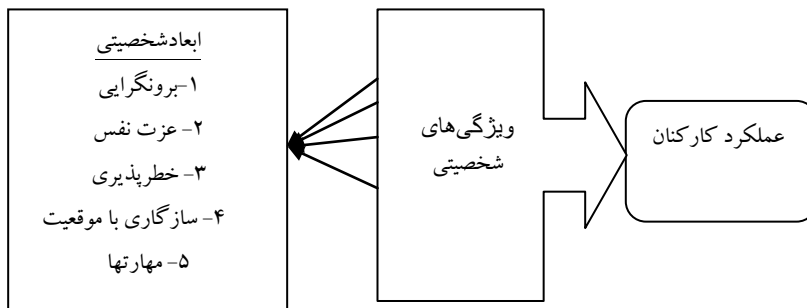 ابعادشخصیتی
۱-برونگرایی
۲- عزت نفس
۳- خطرپذیری
۴- سازگاری با موقعیت
۵- مهارتها
ویژگی‌های
شخصیتی
عملکرد کارکنان